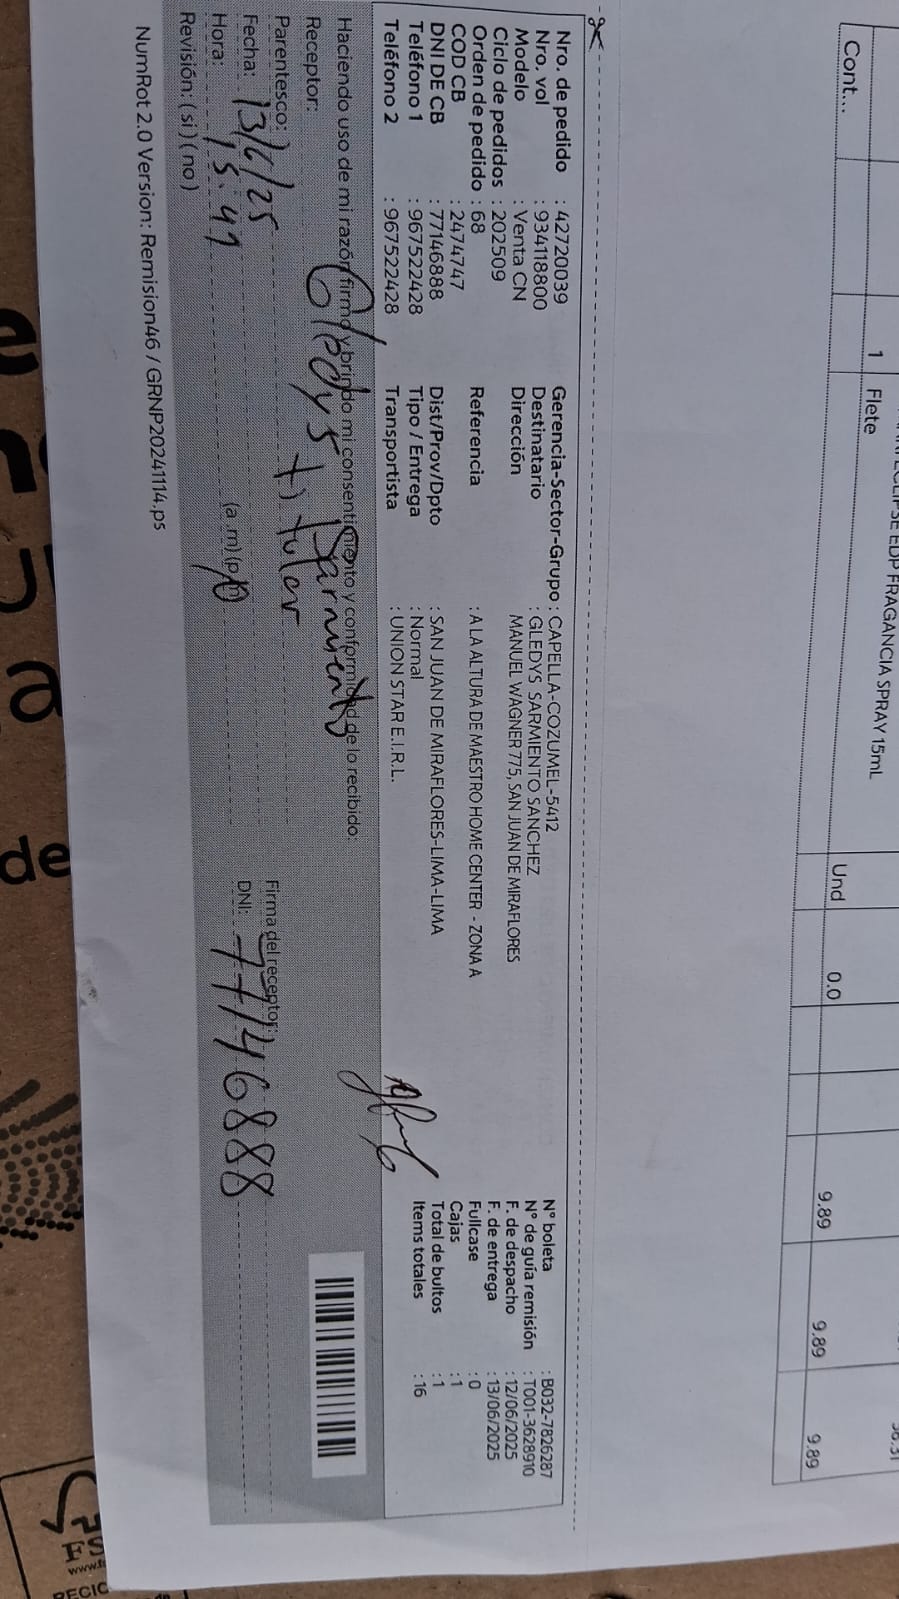 ECLIPSE EDP FRAGANCIA SPRAY 15mL
1 Flete Und 0.0 9.89 9.89 9.89
Cont...
Nro. de pedido : 42720039 Gerencia-Sector-Grupo : CAPELLA-COZUMEL-5412 N° boleta : B032-7826287
Nro. vol : 934118800 Destinatario : GLEDYS SARMIENTO SANCHEZ N° de guía remisión : T001-3628910
Modelo : Venta CN Dirección MANUEL WAGNER 775, SAN JUAN DE MIRAFLORES F. de despacho : 12/06/2025
Ciclo de pedidos : 202509 F. de entrega : 13/06/2025
Orden de pedido : 68 Referencia : A LA ALTURA DE MAESTRO HOME CENTER - ZONA A Fullcase : 0
COD CB : 2474747 Cajas : 1
DNI DE CB : 77146888 Dist/Prov/Dpto : SAN JUAN DE MIRAFLORES-LIMA-LIMA Total de bultos : 1
Teléfono 1 : 967522428 Tipo / Entrega : Normal Items totales : 16
Teléfono 2 : 967522428 Transportista : UNION STAR E.I.R.L.
Haciendo uso de mi razón firmo y brindo mi consentimiento y conformidad de lo recibido:
Receptor: Gledys Sarmiento
Parentesco: titular Firma del receptor:
Fecha: 13/6/25 DNI: 77146888
Hora: 15:41 (a.m) (p.m)
Revisión: (si) (no)
NumRot 2.0 Version: Remision46 / GRNP20241114.ps
de
FS
RECIC